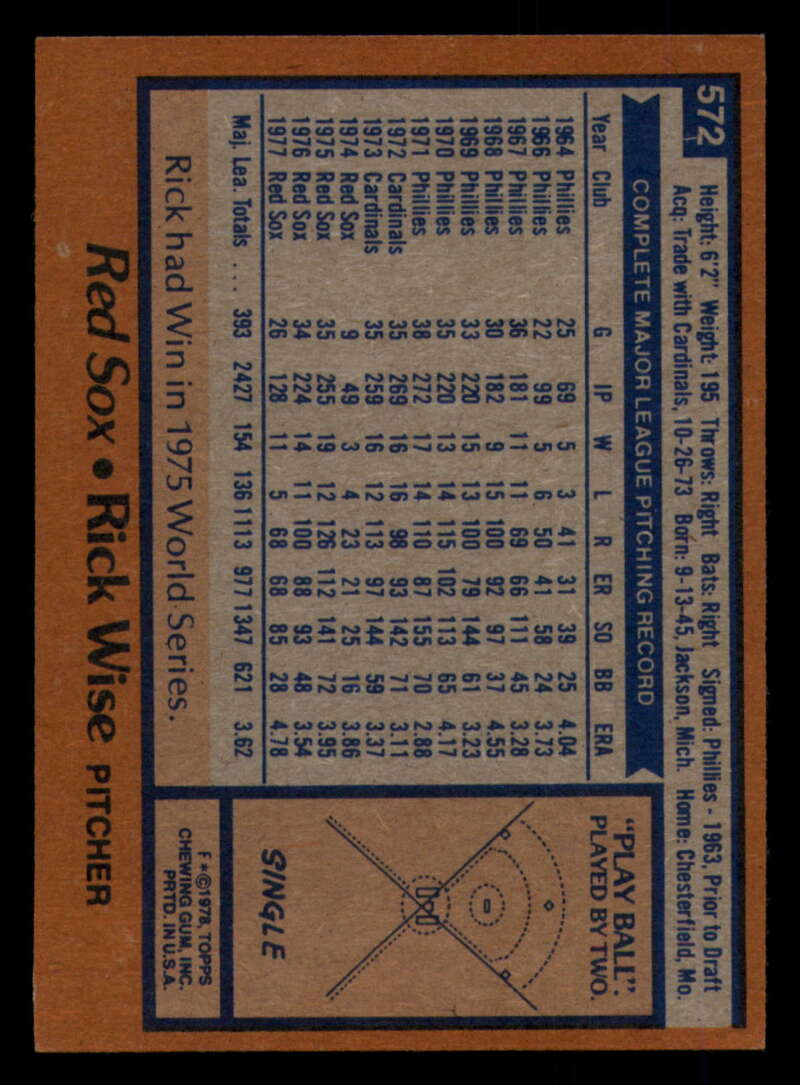 572
Height: 6'2" Weight: 195 Throws: Right Bats: Right Signed: Phillies - 1963, Prior to Draft
Acq: Trade with Cardinals, 10-26-73 Born: 9-13-45, Jackson, Mich. Home: Chesterfield, Mo.
COMPLETE MAJOR LEAGUE PITCHING RECORD
Year Club G IP W L R ER SO BB ERA
1964 Phillies 25 69 5 3 41 31 39 25 4.04
1966 Phillies 22 99 5 6 50 41 58 24 3.73
1967 Phillies 36 181 11 11 69 66 111 45 3.28
1968 Phillies 30 182 9 15 100 92 97 37 4.55
1969 Phillies 33 220 15 13 100 79 144 61 3.23
1970 Phillies 35 220 13 14 115 102 113 65 4.17
1971 Phillies 38 272 17 14 110 87 155 70 2.88
1972 Cardinals 35 269 16 16 98 93 142 71 3.11
1973 Cardinals 35 259 16 12 113 97 144 59 3.37
1974 Red Sox 9 49 3 4 23 21 25 16 3.86
1975 Red Sox 35 255 19 12 126 112 141 72 3.95
1976 Red Sox 34 224 14 11 100 88 93 48 3.54
1977 Red Sox 26 128 11 5 68 68 85 28 4.78
Maj. Lea. Totals ... 393 2427 154 136 1113 977 1347 621 3.62
Rick had Win in 1975 World Series.
"PLAY BALL"
PLAYED BY TWO.
SINGLE
F*©1978, TOPPS
CHEWING GUM, INC.
PRTD. IN U.S.A.
Red Sox • Rick Wise PITCHER